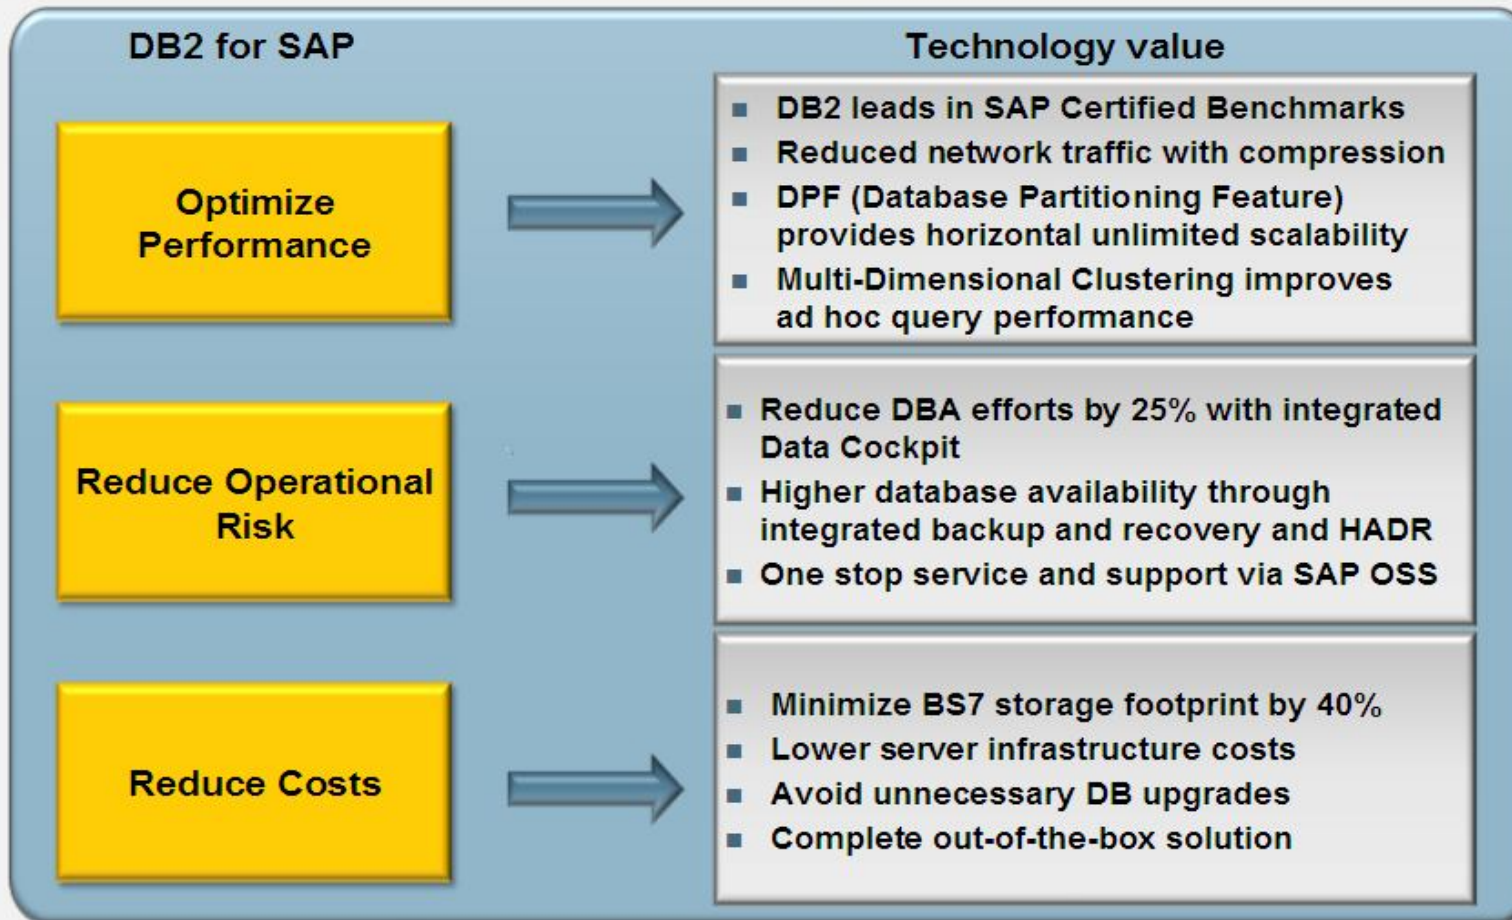 DB2 for SAP
Technology value
Optimize
Performance
■ DB2 leads in SAP Certified Benchmarks
■ Reduced network traffic with compression
■ DPF (Database Partitioning Feature)
provides horizontal unlimited scalability
■ Multi-Dimensional Clustering improves
ad hoc query performance
Reduce Operational
Risk
■ Reduce DBA efforts by 25% with integrated
Data Cockpit
■ Higher database availability through
integrated backup and recovery and HADR
■ One stop service and support via SAP OSS
Reduce Costs
■ Minimize BS7 storage footprint by 40%
■ Lower server infrastructure costs
■ Avoid unnecessary DB upgrades
■ Complete out-of-the-box solution